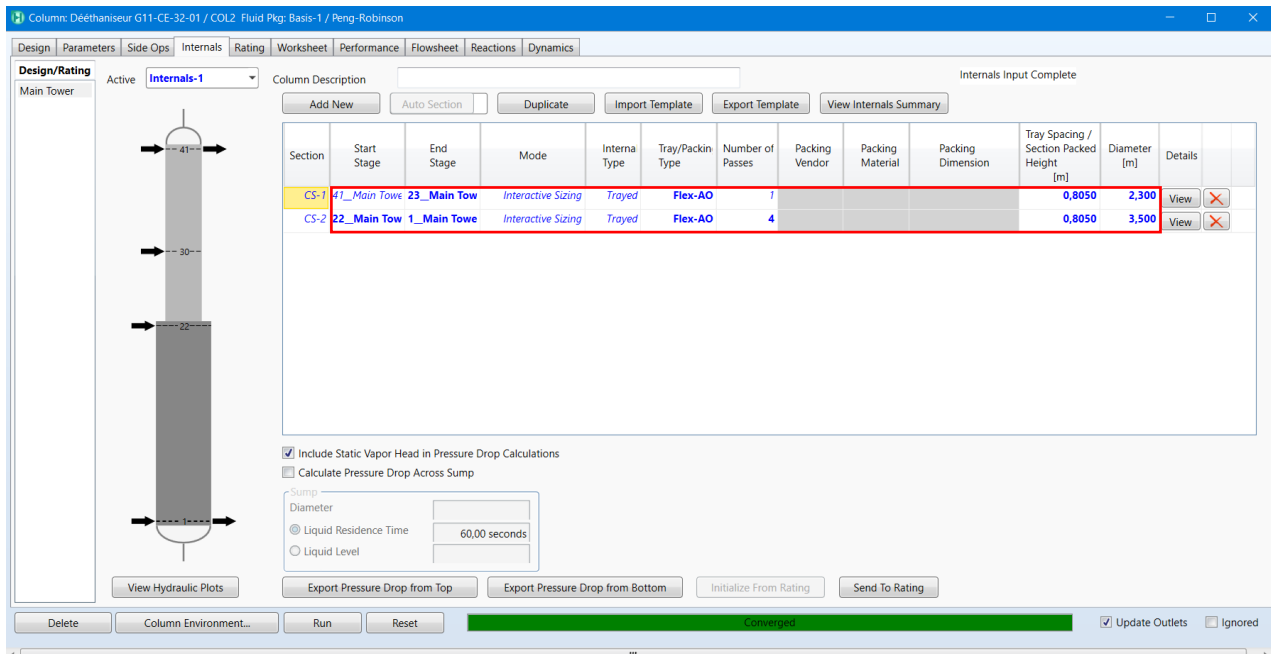 Column: Dééthaniseur G11-CE-32-01 / COL2 Fluid Pkg: Basis-1 / Peng-Robinson
Design Parameters Side Ops Internals Rating Worksheet Performance Flowsheet Reactions Dynamics
Design/Rating
Main Tower
Active Internals-1 Column Description Internals Input Complete
Add New Auto Section Duplicate Import Template Export Template View Internals Summary
Section Start Stage End Stage Mode Interna Type Tray/Packin Type Number of Passes Packing Vendor Packing Material Packing Dimension Tray Spacing / Section Packed Height [m] Diameter [m] Details
CS-1 41__Main Towe 23__Main Tow Interactive Sizing Trayed Flex-AO 1 0,8050 2,300 View
CS-2 22__Main Tow 1__Main Towe Interactive Sizing Trayed Flex-AO 4 0,8050 3,500 View
41
30
22
1
Include Static Vapor Head in Pressure Drop Calculations
Calculate Pressure Drop Across Sump
Sump
Diameter
Liquid Residence Time 60,00 seconds
Liquid Level
View Hydraulic Plots Export Pressure Drop from Top Export Pressure Drop from Bottom Initialize From Rating Send To Rating
Delete Column Environment... Run Reset Converged Update Outlets Ignored